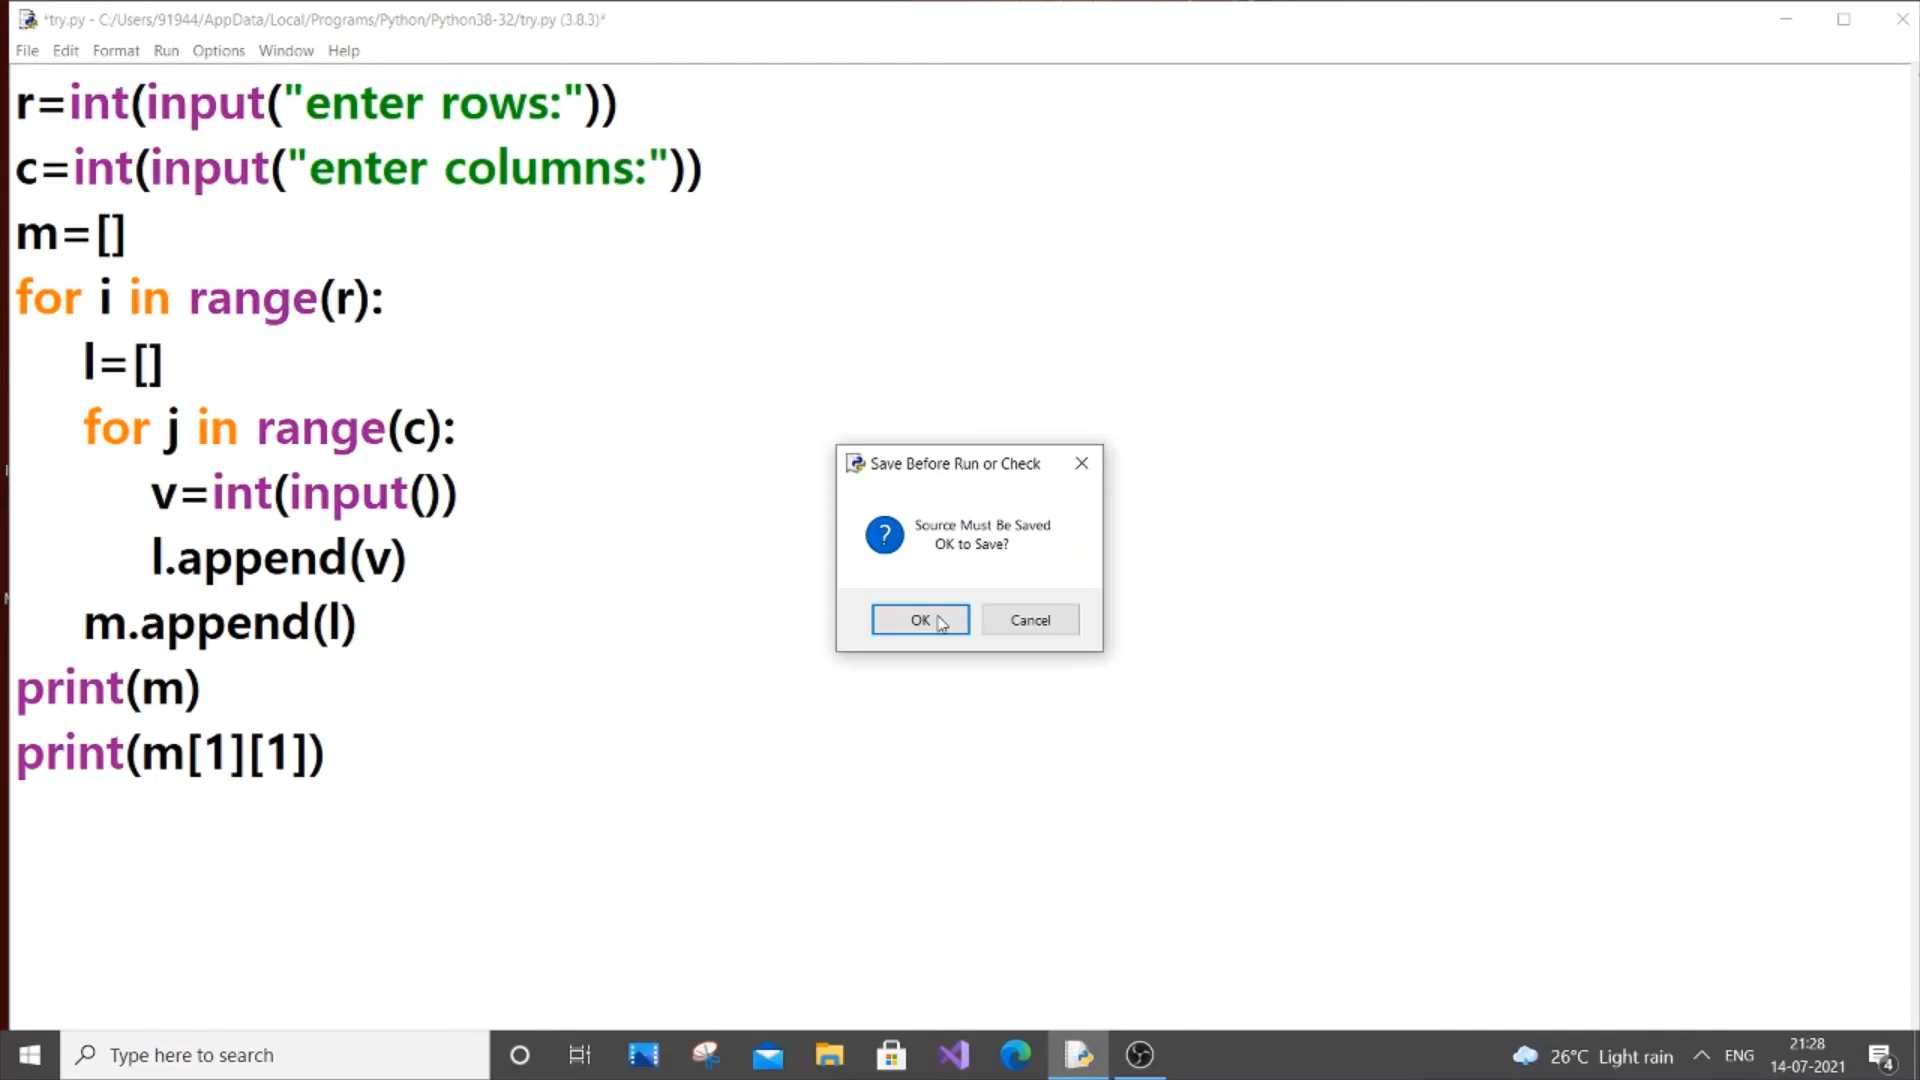 *try.py - C:/Users/91944/AppData/Local/Programs/Python/Python38-32/try.py (3.8.3)*
File Edit Format Run Options Window Help
r=int(input("enter rows:"))
c=int(input("enter columns:"))
m=[]
for i in range(r):
l=[]
for j in range(c):
v=int(input())
l.append(v)
m.append(l)
print(m)
print(m[1][1])
Save Before Run or Check
Source Must Be Saved
OK to Save?
OK Cancel
Type here to search
26°C Light rain
ENG
21:28
14-07-2021
4